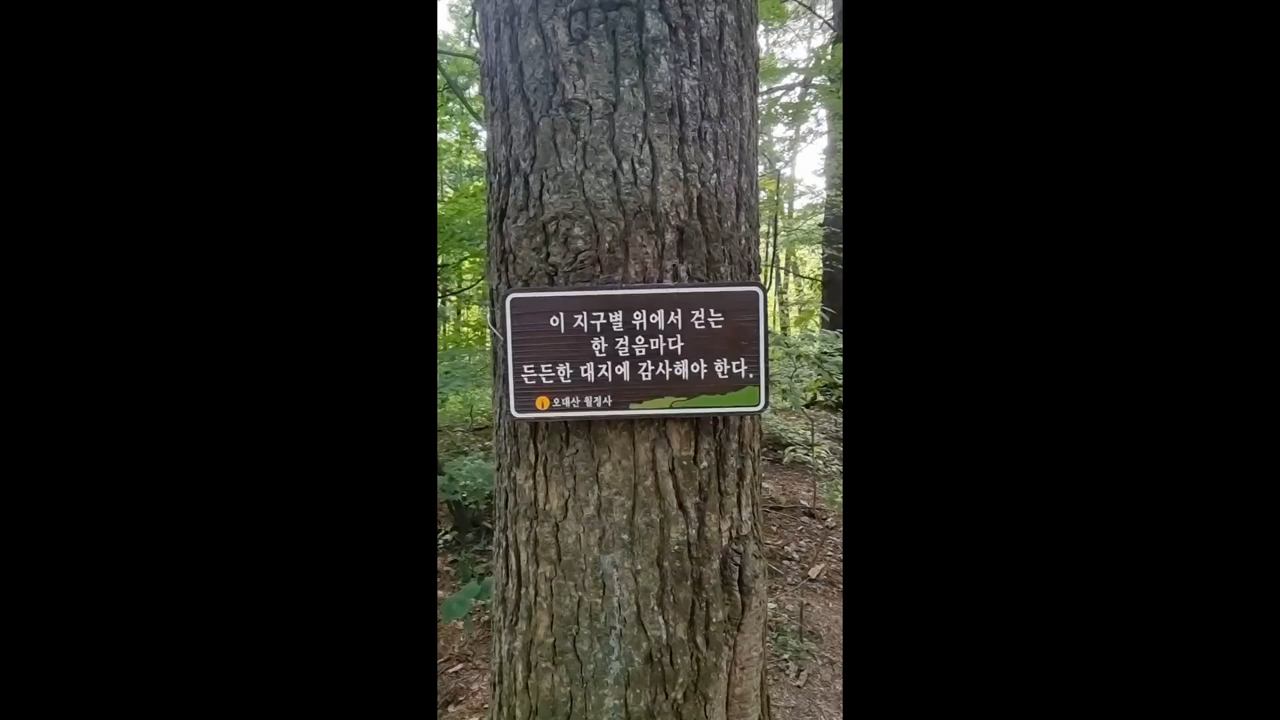 이 지구별 위에서 걷는
한 걸음마다
든든한 대지에 감사해야 한다.
오대산 월정사